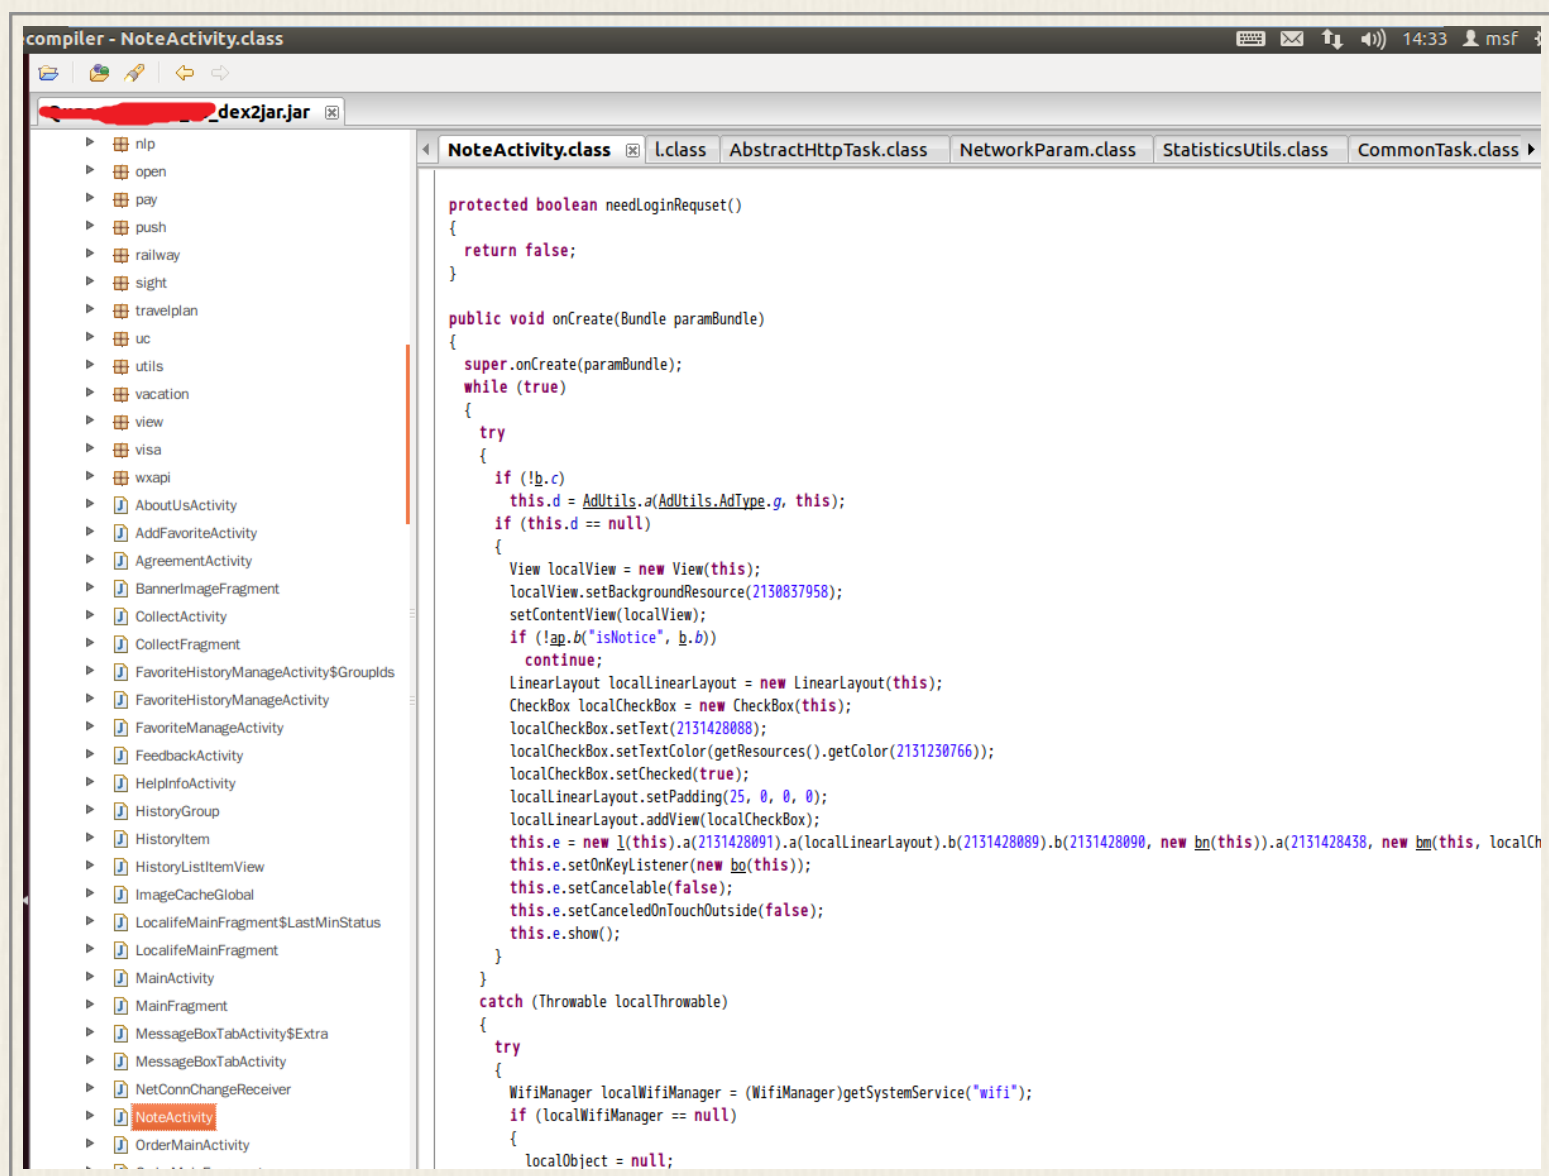 compiler - NoteActivity.class
14:33 msf
_dex2jar.jar
nlp
open
pay
push
railway
sight
travelplan
uc
utils
vacation
view
visa
wxapi
AboutUsActivity
AddFavoriteActivity
AgreementActivity
BannerImageFragment
CollectActivity
CollectFragment
FavoriteHistoryManageActivity$GroupIds
FavoriteHistoryManageActivity
FavoriteManageActivity
FeedbackActivity
HelpInfoActivity
HistoryGroup
HistoryItem
HistoryListItemView
ImageCacheGlobal
LocalifeMainFragment$LastMinStatus
LocalifeMainFragment
MainActivity
MainFragment
MessageBoxTabActivity$Extra
MessageBoxTabActivity
NetConnChangeReceiver
NoteActivity
OrderMainActivity
NoteActivity.class l.class AbstractHttpTask.class NetworkParam.class StatisticsUtils.class CommonTask.class
protected boolean needLoginRequset()
{
return false;
}
public void onCreate(Bundle paramBundle)
{
super.onCreate(paramBundle);
while (true)
{
try
{
if (!b.c)
this.d = AdUtils.a(AdUtils.AdType.g, this);
if (this.d == null)
{
View localView = new View(this);
localView.setBackgroundResource(2130837958);
setContentView(localView);
if (!ap.b("isNotice", b.b))
continue;
LinearLayout localLinearLayout = new LinearLayout(this);
CheckBox localCheckBox = new CheckBox(this);
localCheckBox.setText(2131428088);
localCheckBox.setTextColor(getResources().getColor(2131230766));
localCheckBox.setChecked(true);
localLinearLayout.setPadding(25, 0, 0, 0);
localLinearLayout.addView(localCheckBox);
this.e = new l(this).a(2131428091).a(localLinearLayout).b(2131428089).b(2131428090, new bn(this)).a(2131428438, new bm(this, localCh
this.e.setOnKeyListener(new bo(this));
this.e.setCancelable(false);
this.e.setCanceledOnTouchOutside(false);
this.e.show();
}
}
catch (Throwable localThrowable)
{
try
{
WifiManager localWifiManager = (WifiManager)getSystemService("wifi");
if (localWifiManager == null)
{
localObject = null;